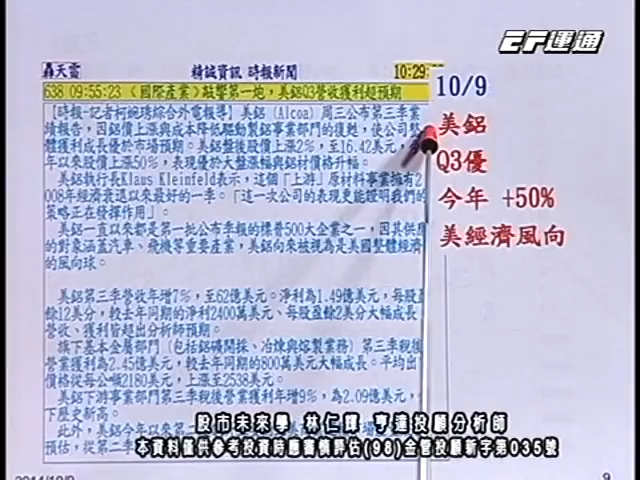 ET運通
轟天雷 精誠資訊 時報新聞 10:29
638 09:55:23 《國際產業》敲響第一炮，美鋁Q3營收獲利超預期
10/9
[時報-記者柯婉琇綜合外電報導] 美鋁 (Alcoa) 周三公布第三季業
績報告，因鋁價上漲與成本降低驅動製鋁事業部門的復甦，使公司整
體獲利成長優於市場預期。美鋁盤後股價上漲2%，至16.42美元，
年以來股價上漲50%，表現優於大盤漲幅與鋁材價格升幅。
美鋁
Q3優
今年 +50%
美經濟風向
美鋁執行長Klaus Kleinfeld表示，這個「上游」原材料事業擁有2
008年經濟衰退以來最好的一季。「這一次公司的表現更能證明我們的
策略正在發揮作用」。
美鋁一直以來都是第一批公布季報的標普500大企業之一，因其供應
的對象涵蓋汽車、飛機等重要產業，美鋁向來被視為是美國整體經濟
的風向球。
美鋁第三季營收年增7%，至62億美元。淨利為1.49億美元，每股盈
餘12美分，較去年同期的淨利2400萬美元、每股盈餘2美分大幅成長
營收、獲利皆超出分析師預期。
旗下基本金屬部門 (包括鋁礦開採、冶煉與熔製業務) 第三季稅後
營業獲利為2.45億美元，較去年同期的800萬美元大幅成長。平均出
價格從每公噸2180美元，上漲至2538美元。
美鋁下游事業部門第三季稅後營業獲利年增9%，為2.09億美元，
下歷史新高。
此外，美鋁今年以來第二
預估，從第二季
股市未來學 林仁輝 亨達投顧分析師
本資料僅供參考投資時應審慎評估(98)金管投顧新字第035號
2014/10/9 9